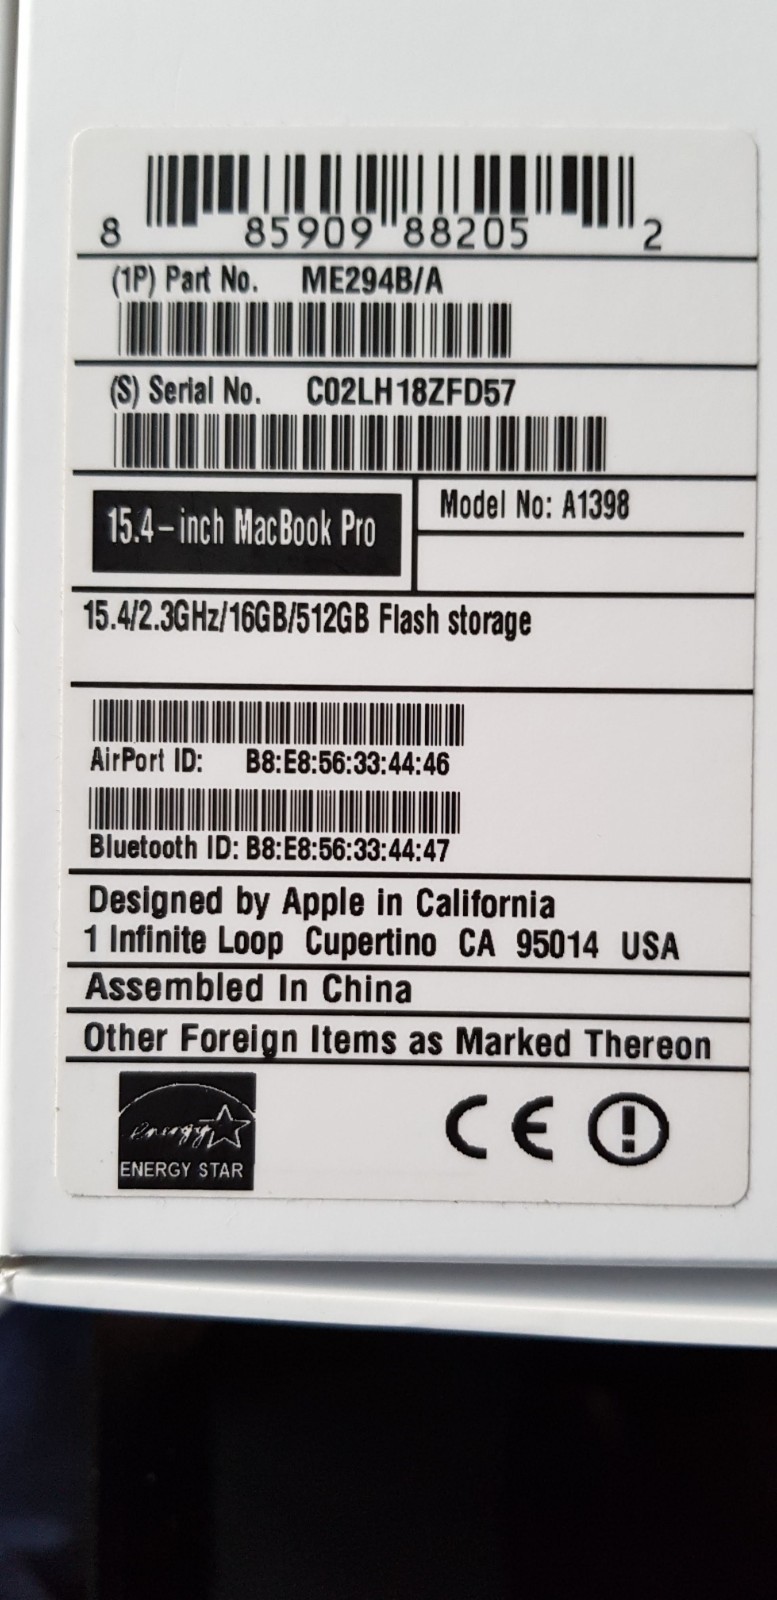 8 85909 88205 2
(1P) Part No. ME294B/A
(S) Serial No. C02LH18ZFD57
15.4-inch MacBook Pro
Model No: A1398
15.4/2.3GHz/16GB/512GB Flash storage
AirPort ID: B8:E8:56:33:44:46
Bluetooth ID: B8:E8:56:33:44:47
Designed by Apple in California
1 Infinite Loop Cupertino CA 95014 USA
Assembled In China
Other Foreign Items as Marked Thereon
energy
ENERGY STAR
CE